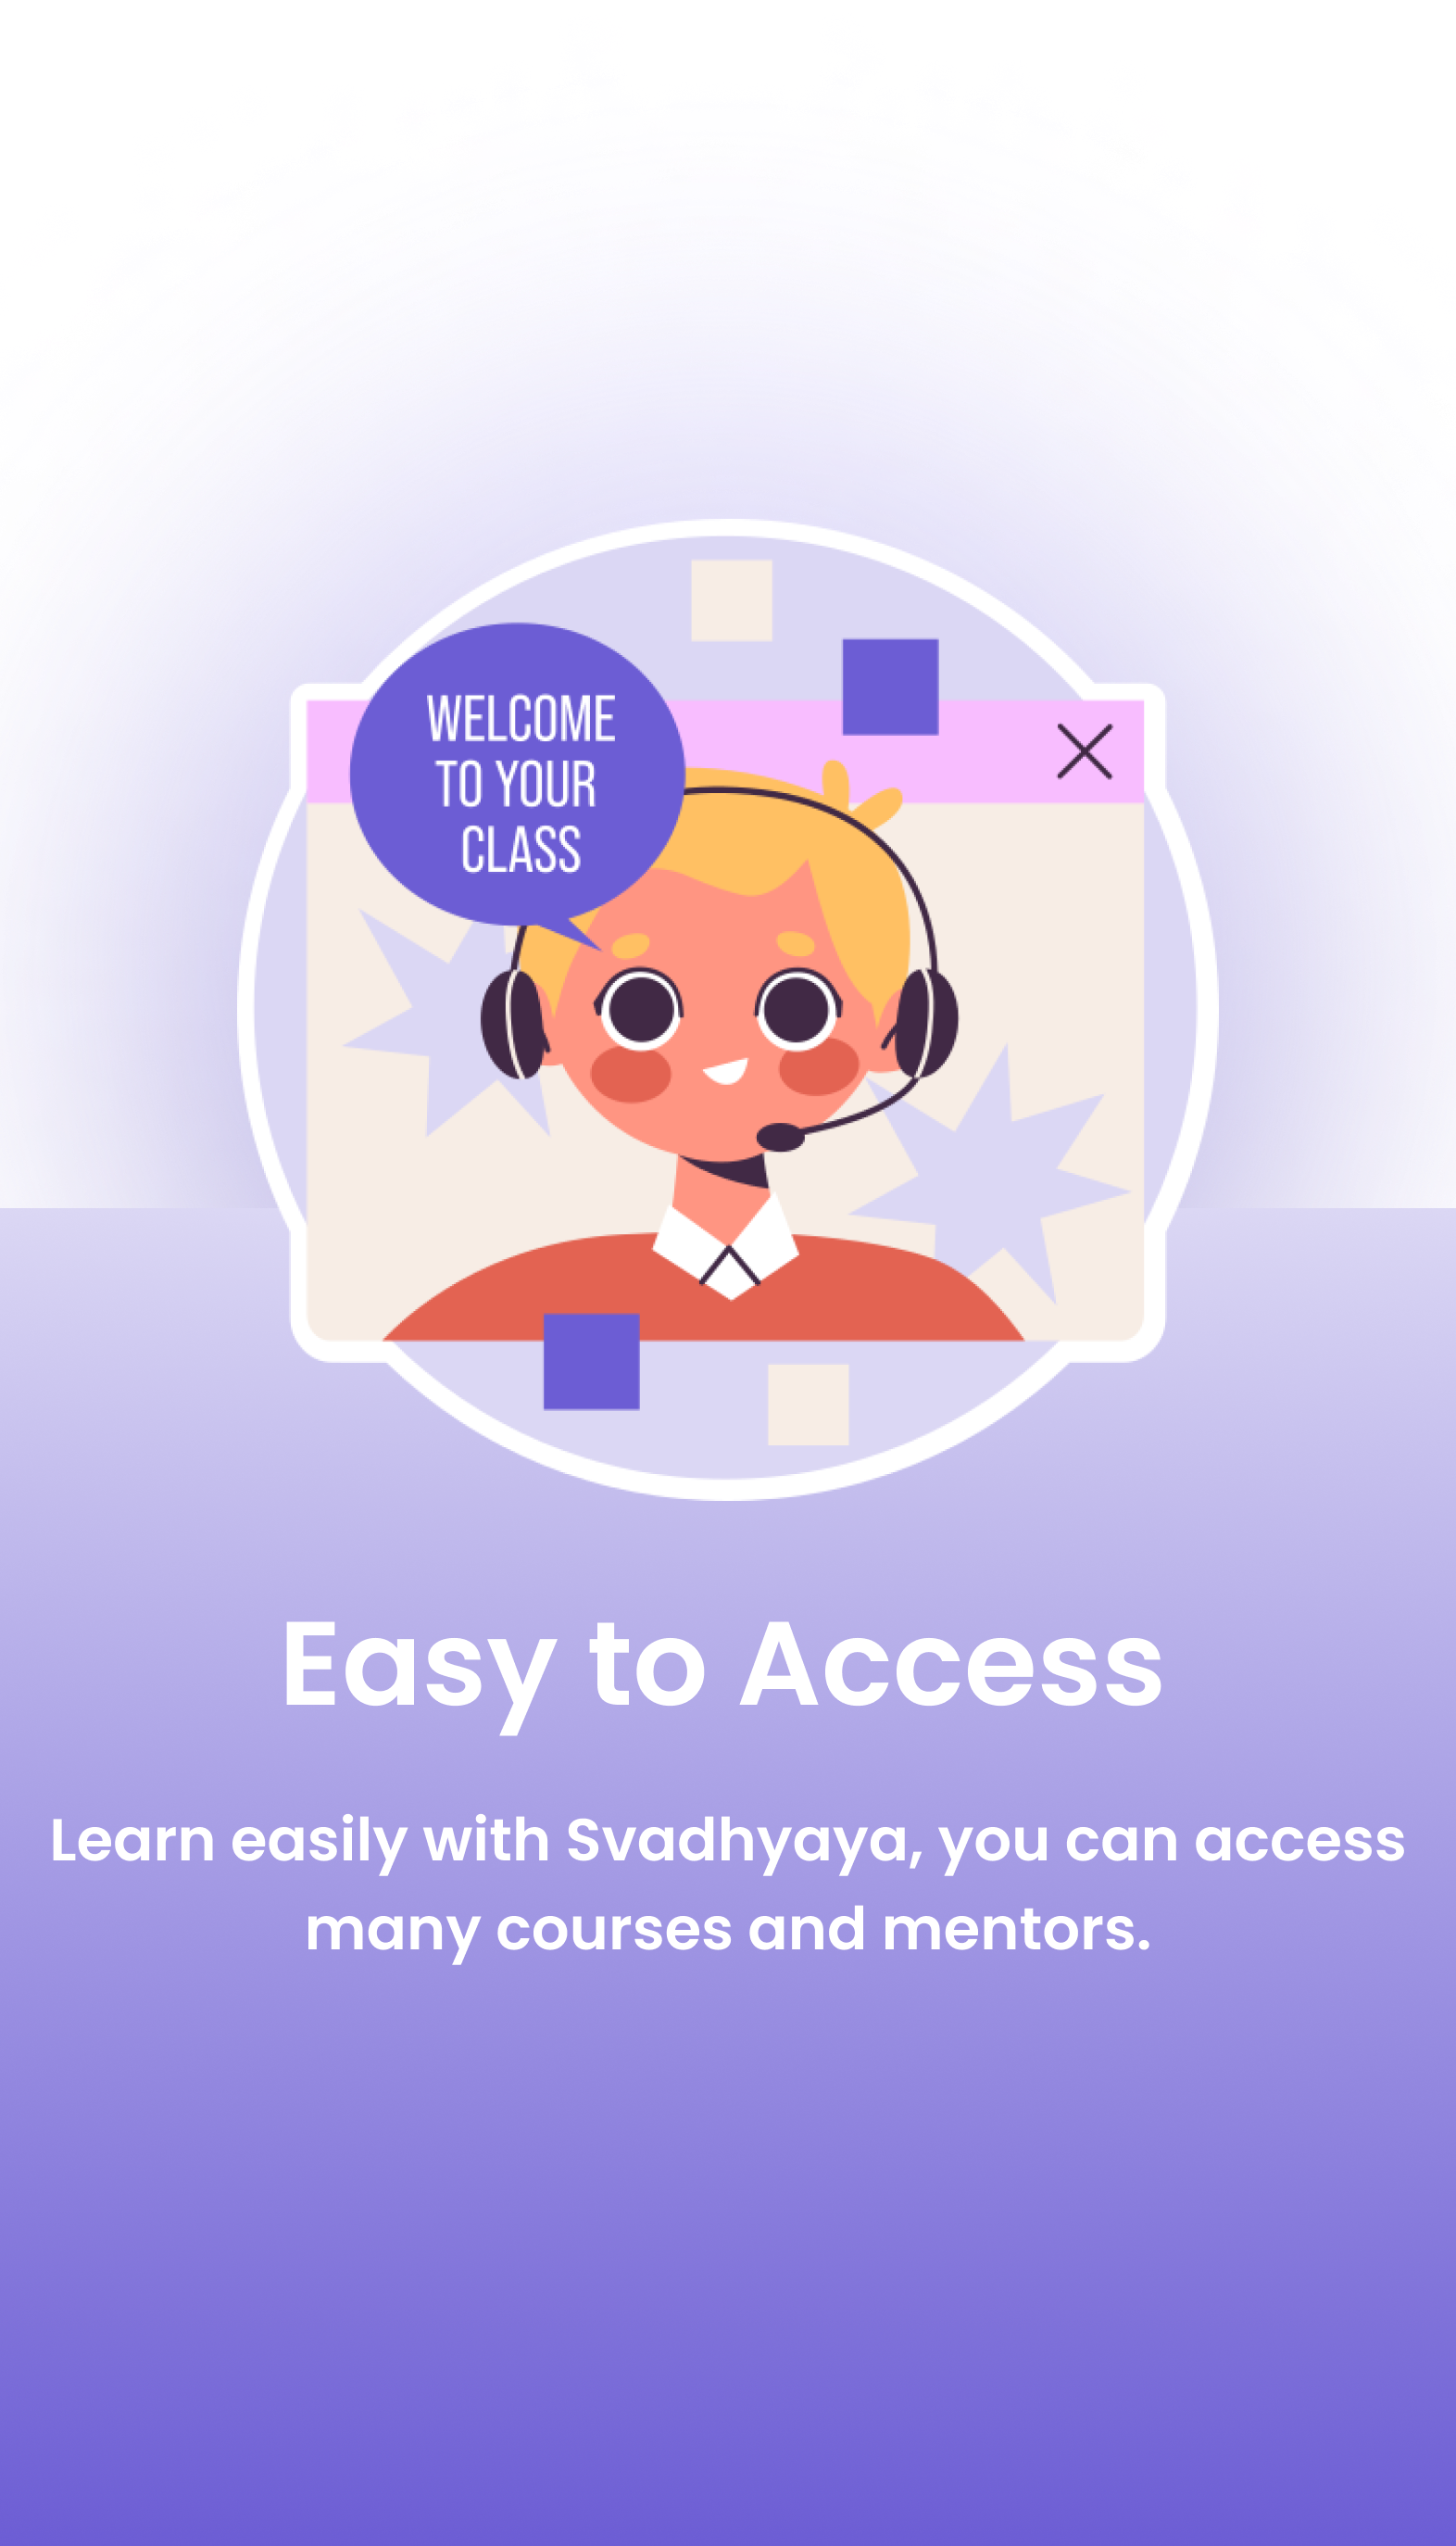 WELCOME
TO YOUR
CLASS
Easy to Access
Learn easily with Svadhyaya, you can access
many courses and mentors.